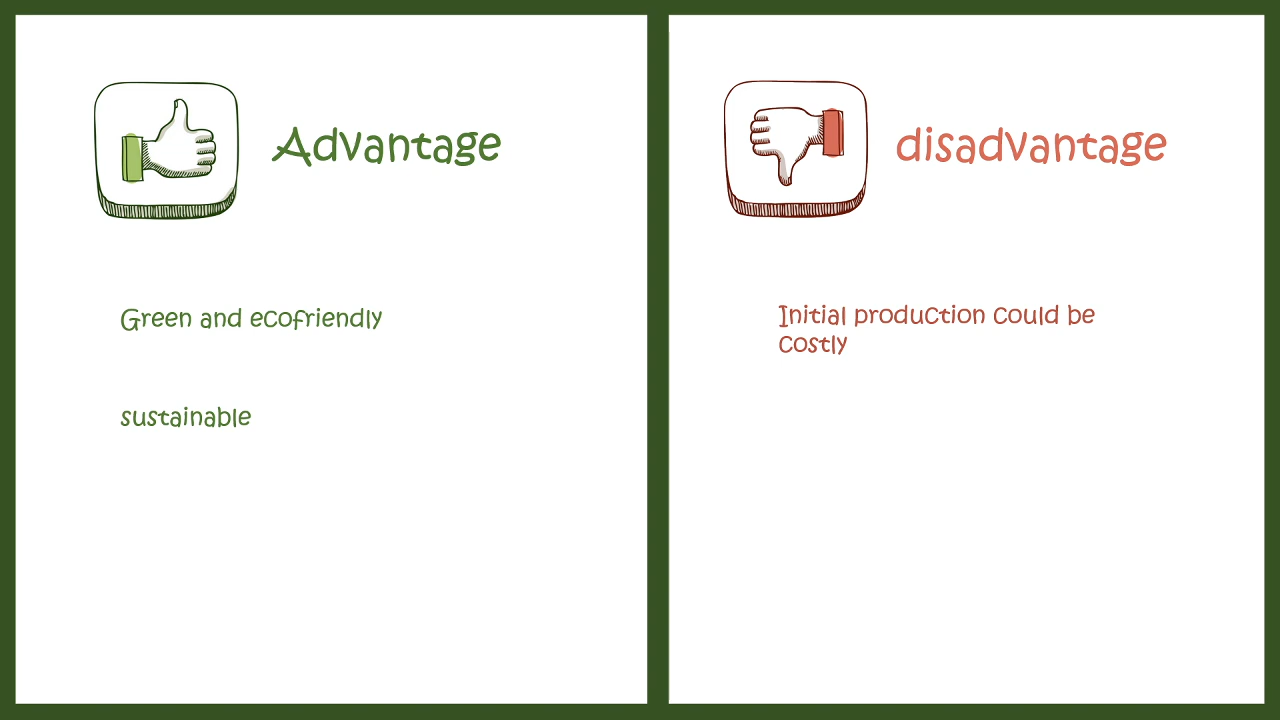 Advantage
Green and ecofriendly
sustainable
disadvantage
Initial production could be
costly